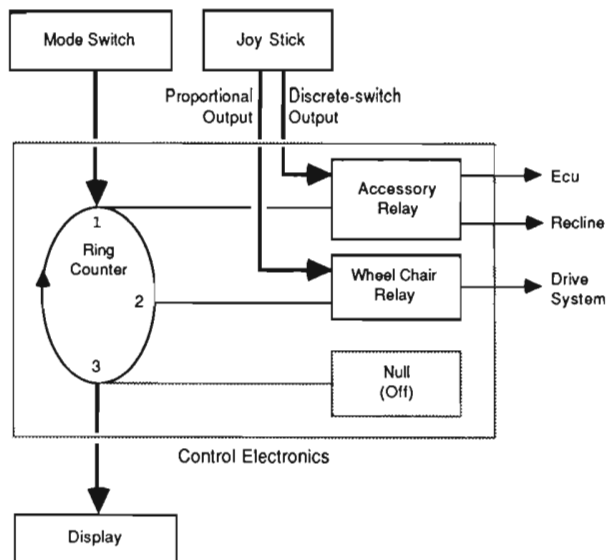 Mode Switch
Joy Stick
Proportional
Output
Discrete-switch
Output
Accessory
Relay
Ecu
Recline
1
Ring
Counter
2
3
Wheel Chair
Relay
Drive
System
Null
(Off)
Control Electronics
Display